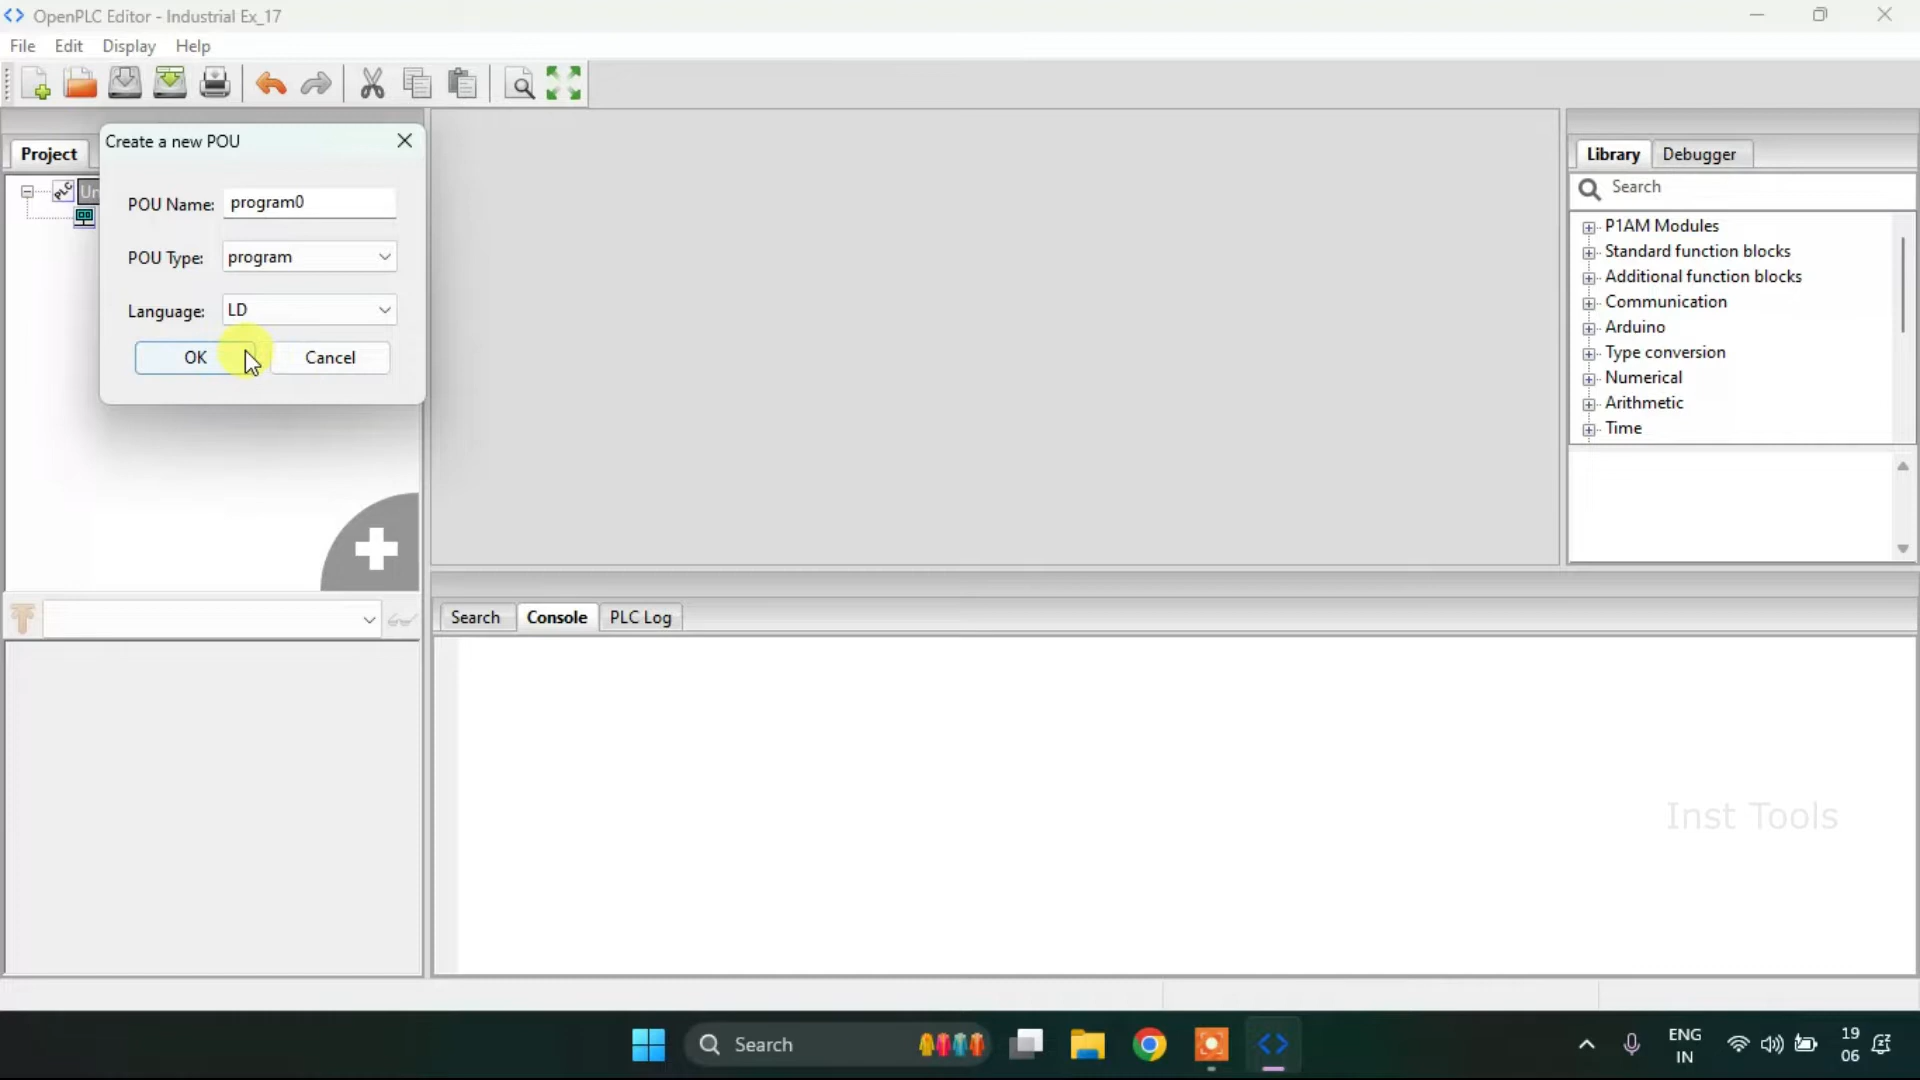 OpenPLC Editor - Industrial Ex_17
File Edit Display Help
Create a new POU
Project
POU Name: program0
POU Type: program
Language: LD
OK Cancel
PLC Un
Library Debugger
Search
P1AM Modules
Standard function blocks
Additional function blocks
Communication
Arduino
Type conversion
Numerical
Arithmetic
Time
Search Console PLC Log
Inst Tools
Search
ENG
IN
19
06